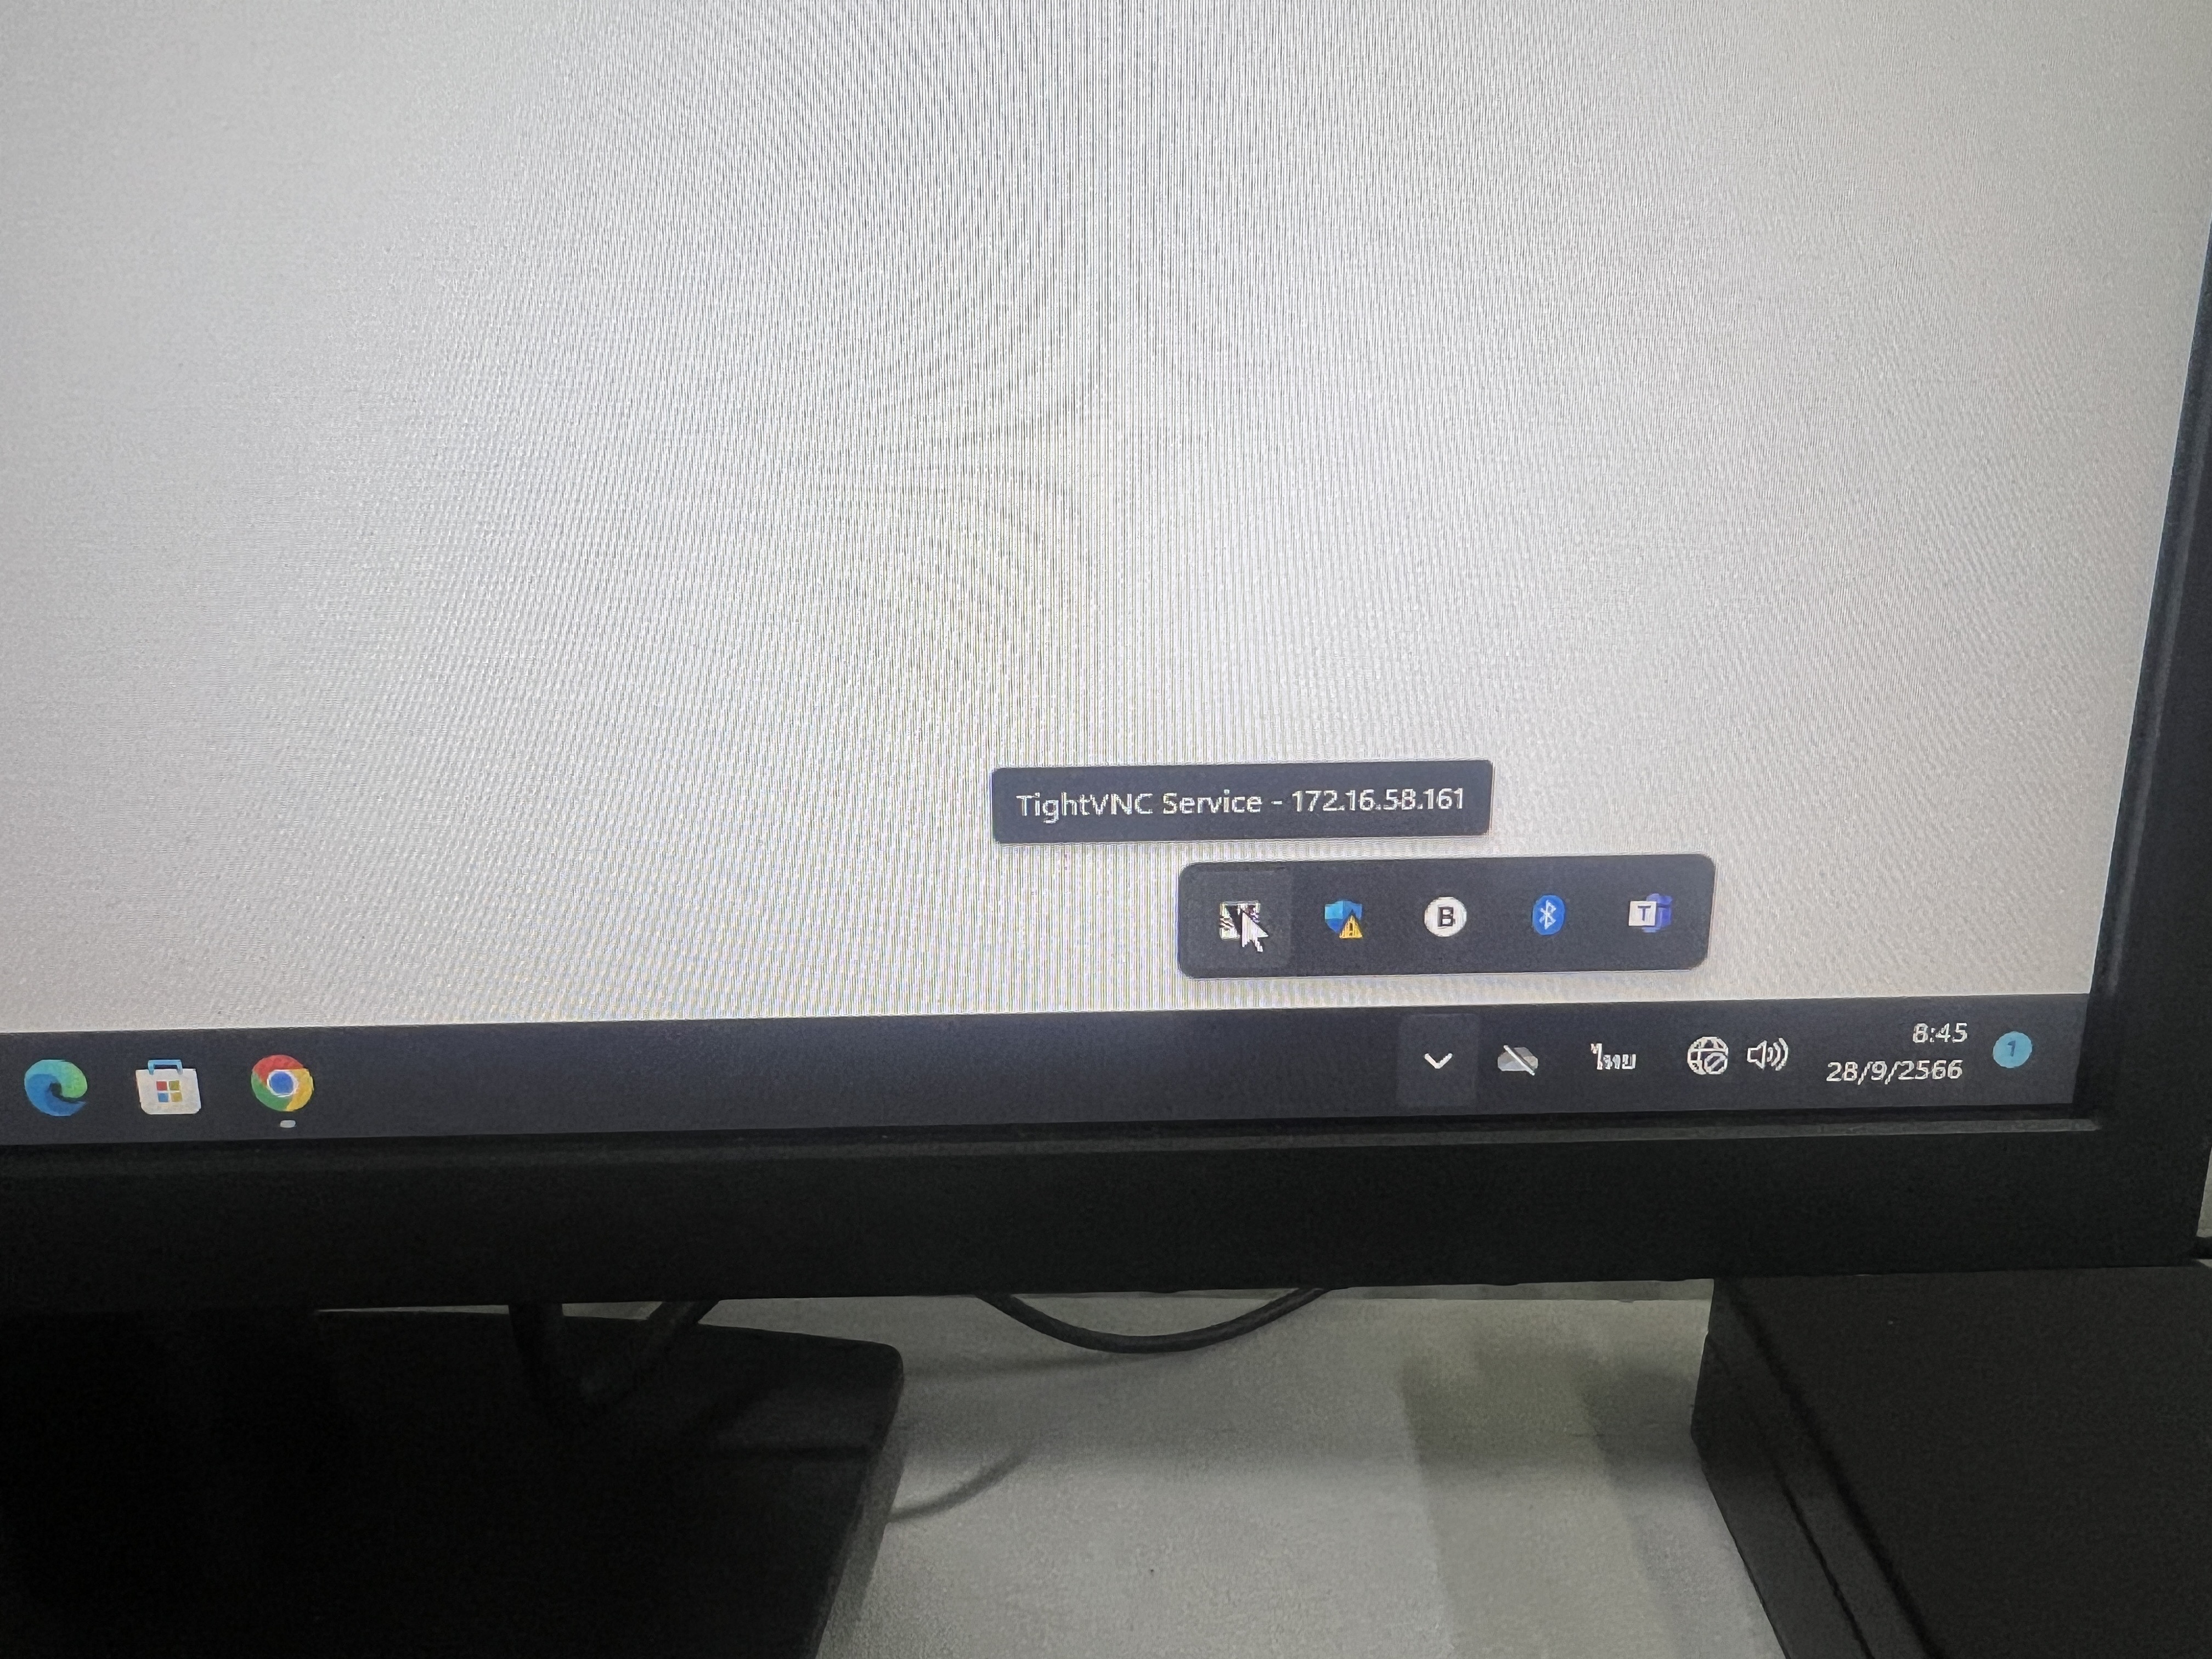 TightVNC Service - 172.16.58.161
B
T
ไทย
8:45
28/9/2566
1